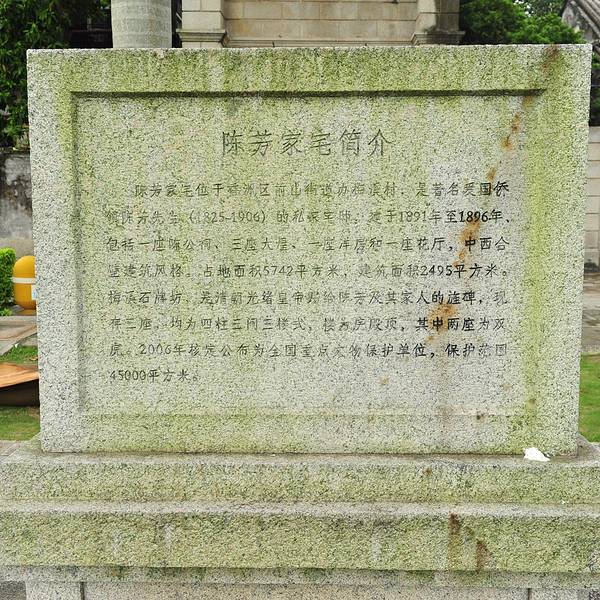 陈芳家宅简介
陈芳家宅位于香洲区前山街道办梅溪村，是著名爱国侨
领陈芳先生（1825-1906）的私家宅邸，建于1891年至1896年，
包括一座陈公祠、三座大屋、一座洋房和一座花厅，中西合
璧建筑风格。占地面积5742平方米，建筑面积2495平方米。
梅溪石牌坊，是清朝光绪皇帝赐给陈芳及其家人的旌碑，现
存三座，均为四柱三间三楼式，楼为房殿顶，其中两座为双
房。2006年核定公布为全国重点文物保护单位，保护范围
45000平方米。